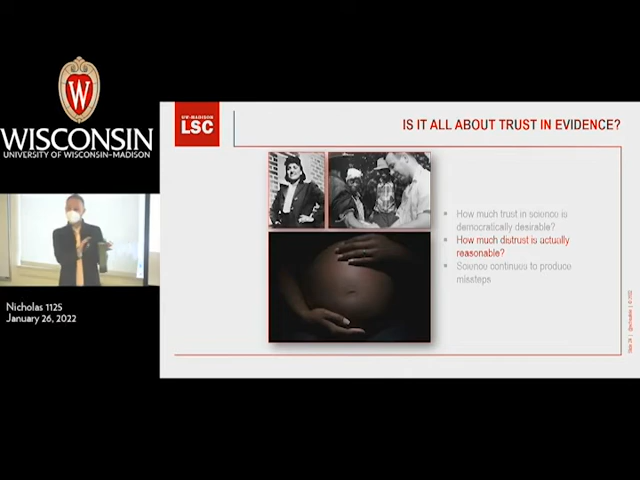 W
WISCONSIN
UNIVERSITY OF WISCONSIN–MADISON
Nicholas 1125
January 26, 2022
UW-MADISON
LSC
IS IT ALL ABOUT TRUST IN EVIDENCE?
How much trust in science is
democratically desirable?
How much distrust is actually
reasonable?
Science continues to produce
missteps